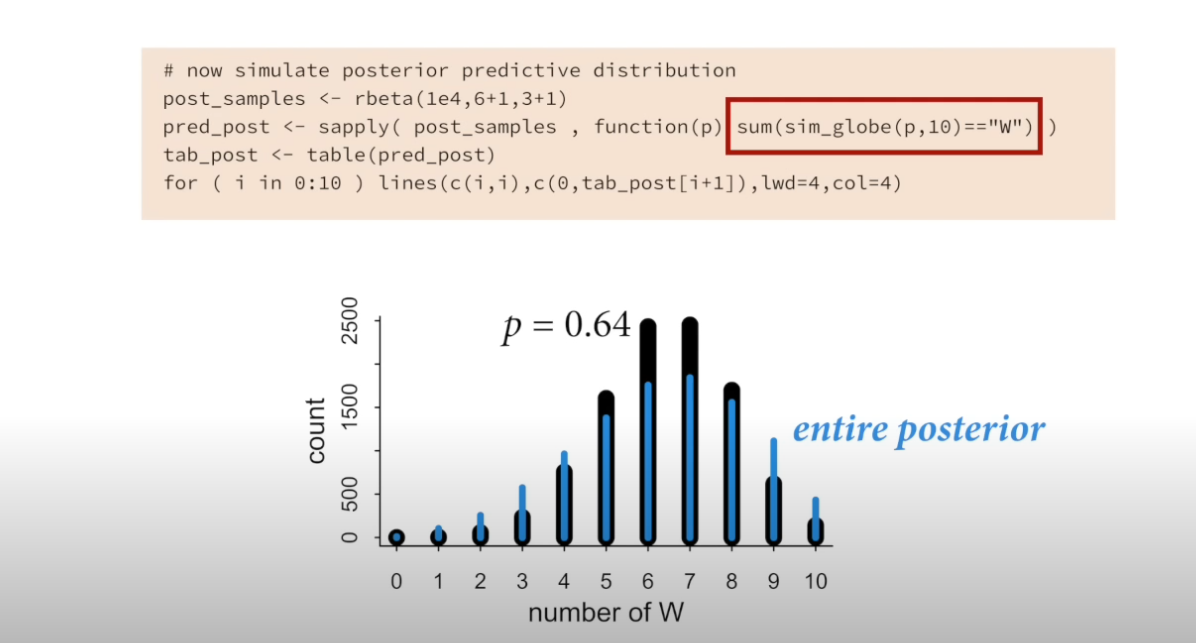 # now simulate posterior predictive distribution
post_samples <- rbeta(1e4,6+1,3+1)
pred_post <- sapply( post_samples , function(p) sum(sim_globe(p,10)=="W") )
tab_post <- table(pred_post)
for ( i in 0:10 ) lines(c(i,i),c(0,tab_post[i+1]),lwd=4,col=4)
p = 0.64
entire posterior
count
2500
1500
500
0
0 1 2 3 4 5 6 7 8 9 10
number of W